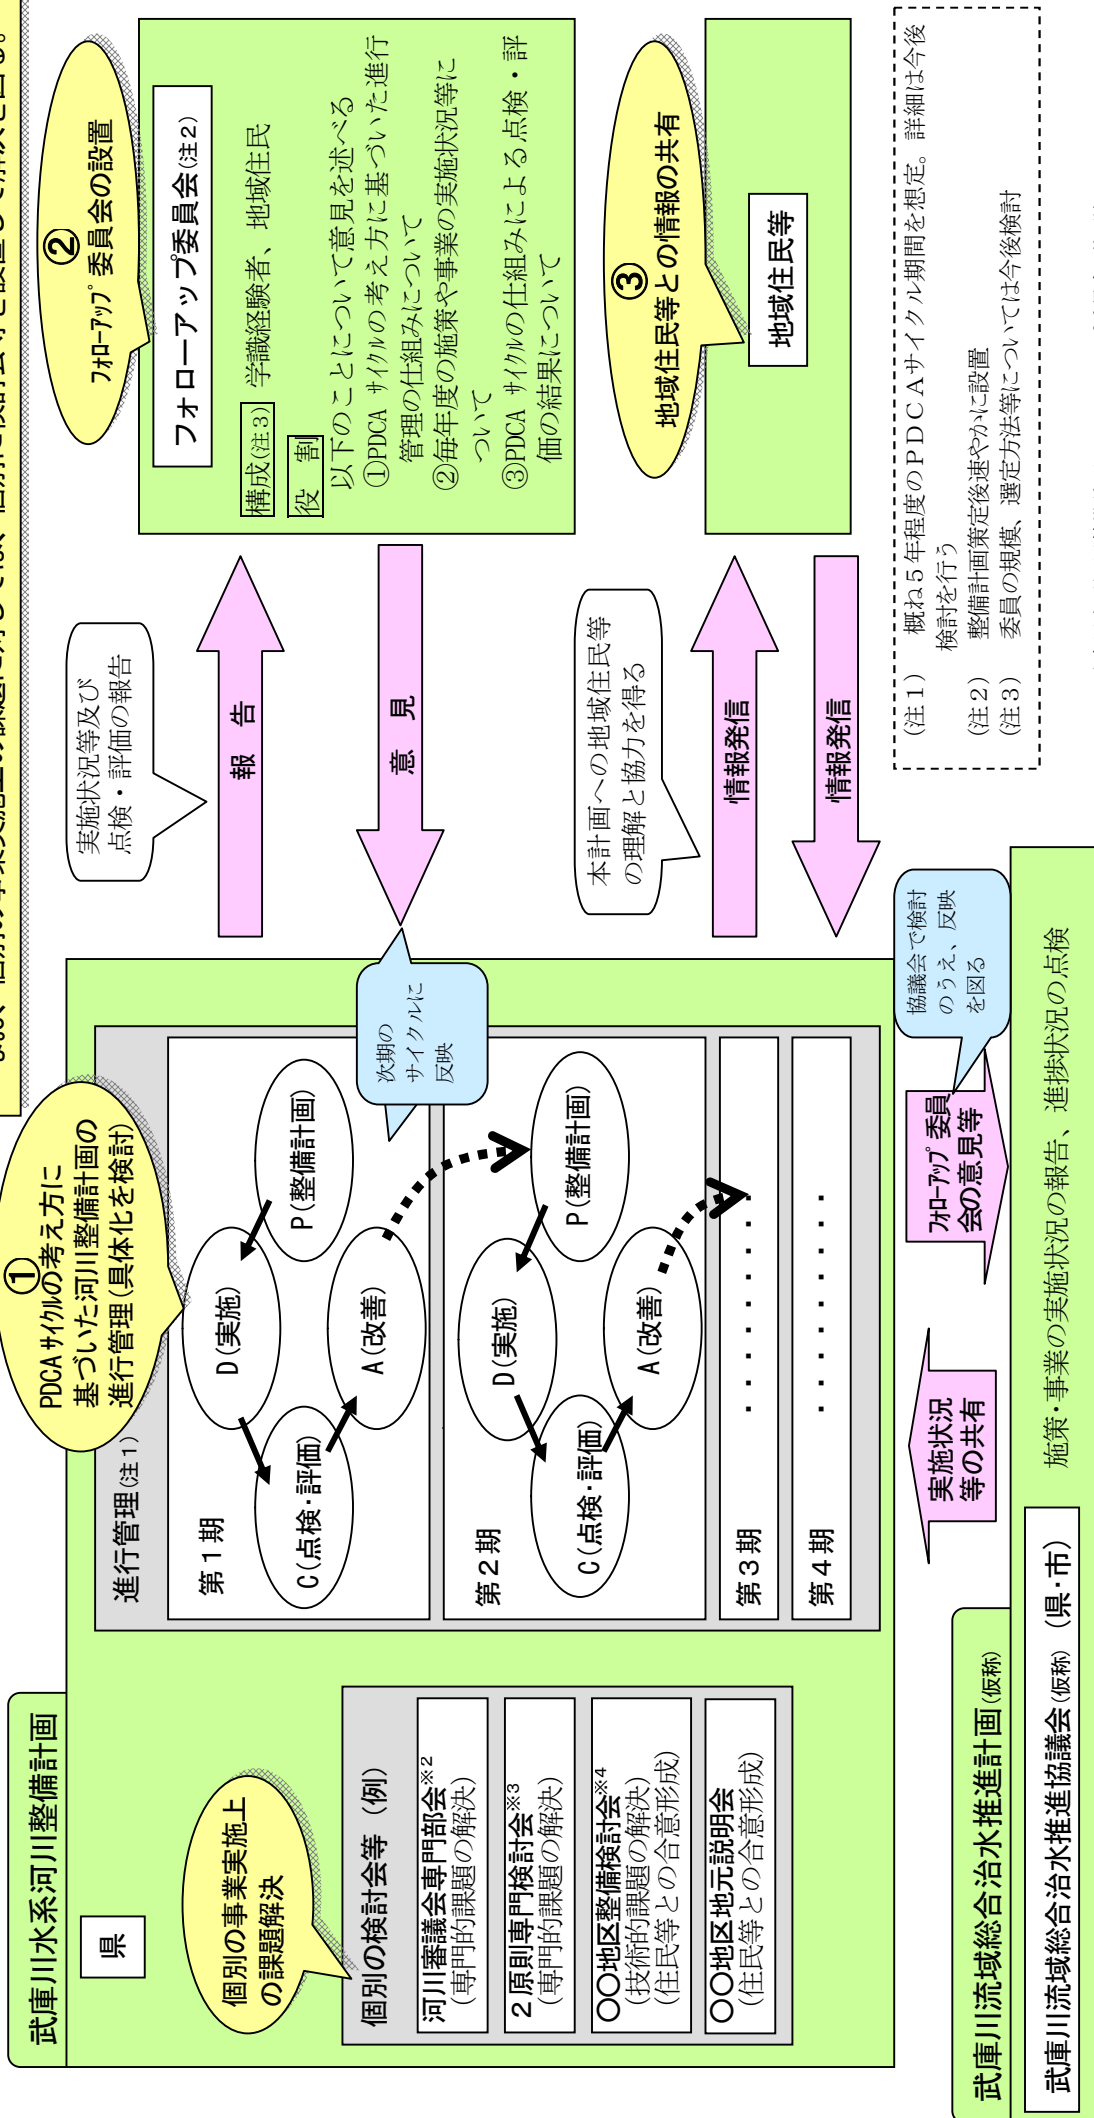 武庫川水系河川整備計画
県
個別の事業実施上
の課題解決
個別の検討会等 (例)
河川審議会専門部会※2
(専門的課題の解決)
2原則専門検討会※3
(専門的課題の解決)
〇〇地区整備検討会※4
(技術的課題の解決)
(住民等との合意形成)
〇〇地区地元説明会
(住民等との合意形成)
①
PDCAサイクルの考え方に
基づいた河川整備計画の
進行管理(具体化を検討)
進行管理(注1)
第1期
P(整備計画)
D(実施)
C(点検・評価)
A(改善)
次期の
サイクルに
反映
第2期
P(整備計画)
D(実施)
C(点検・評価)
A(改善)
第3期
・・・・・・・・
第4期
・・・・・・・・
実施状況等及び
点検・評価の報告
報 告
意 見
②
フォローアップ委員会の設置
フォローアップ委員会(注2)
構成(注3) 学識経験者、地域住民
役 割
以下のことについて意見を述べる
①PDCA サイクルの考え方に基づいた進行
管理の仕組みについて
②毎年度の施策や事業の実施状況等に
ついて
③PDCA サイクルの仕組みによる点検・評
価の結果について
本計画への地域住民等
の理解と協力を得る
情報発信
情報発信
③
地域住民等との情報の共有
地域住民等
(注1) 概ね5年程度のPDCAサイクル期間を想定。詳細は今後
検討を行う
(注2) 整備計画策定後速やかに設置
(注3) 委員の規模、選定方法等については今後検討
実施状況
等の共有
フォローアップ委員
会の意見等
協議会で検討
のうえ、反映
を図る
武庫川流域総合治水推進計画(仮称)
武庫川流域総合治水推進協議会(仮称) (県・市)
施策・事業の実施状況の報告、進捗状況の点検